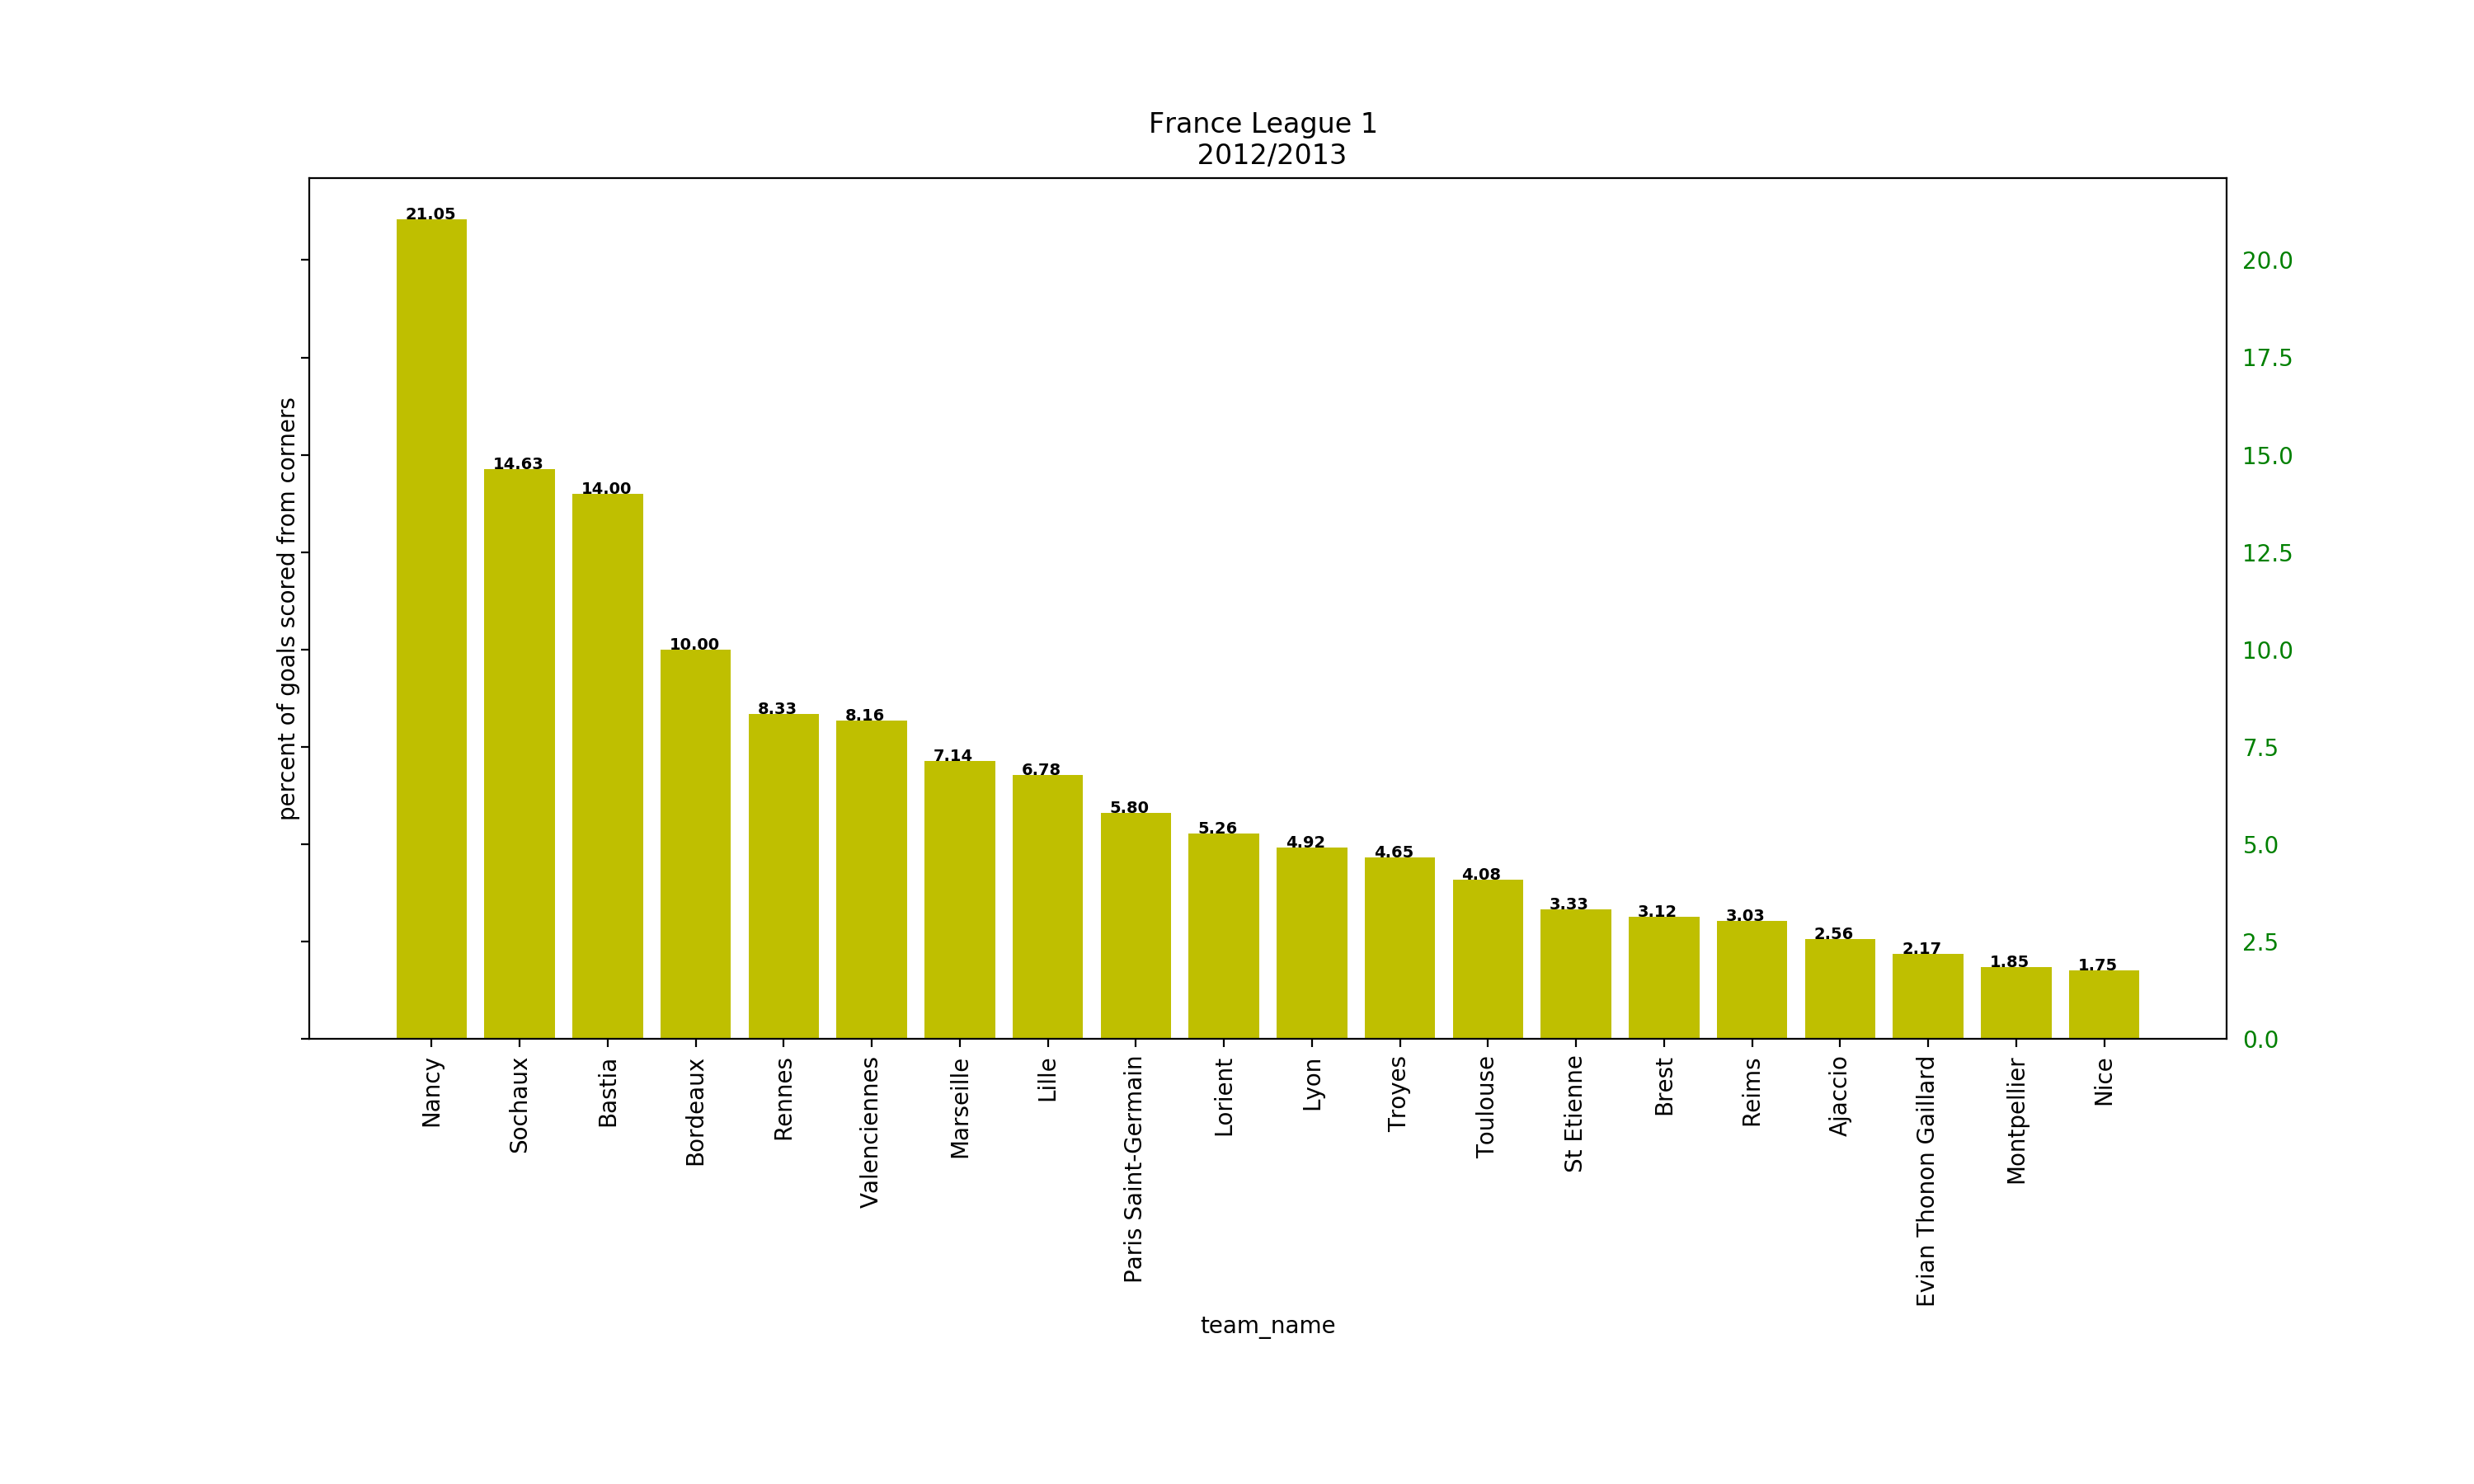 France League 1
2012/2013
percent of goals scored from corners
21.05
14.63
14.00
10.00
8.33
8.16
7.14
6.78
5.80
5.26
4.92
4.65
4.08
3.33
3.12
3.03
2.56
2.17
1.85
1.75
20.0
17.5
15.0
12.5
10.0
7.5
5.0
2.5
0.0
Nancy
Sochaux
Bastia
Bordeaux
Rennes
Valenciennes
Marseille
Lille
Paris Saint-Germain
Lorient
Lyon
Troyes
Toulouse
St Etienne
Brest
Reims
Ajaccio
Evian Thonon Gaillard
Montpellier
Nice
team_name